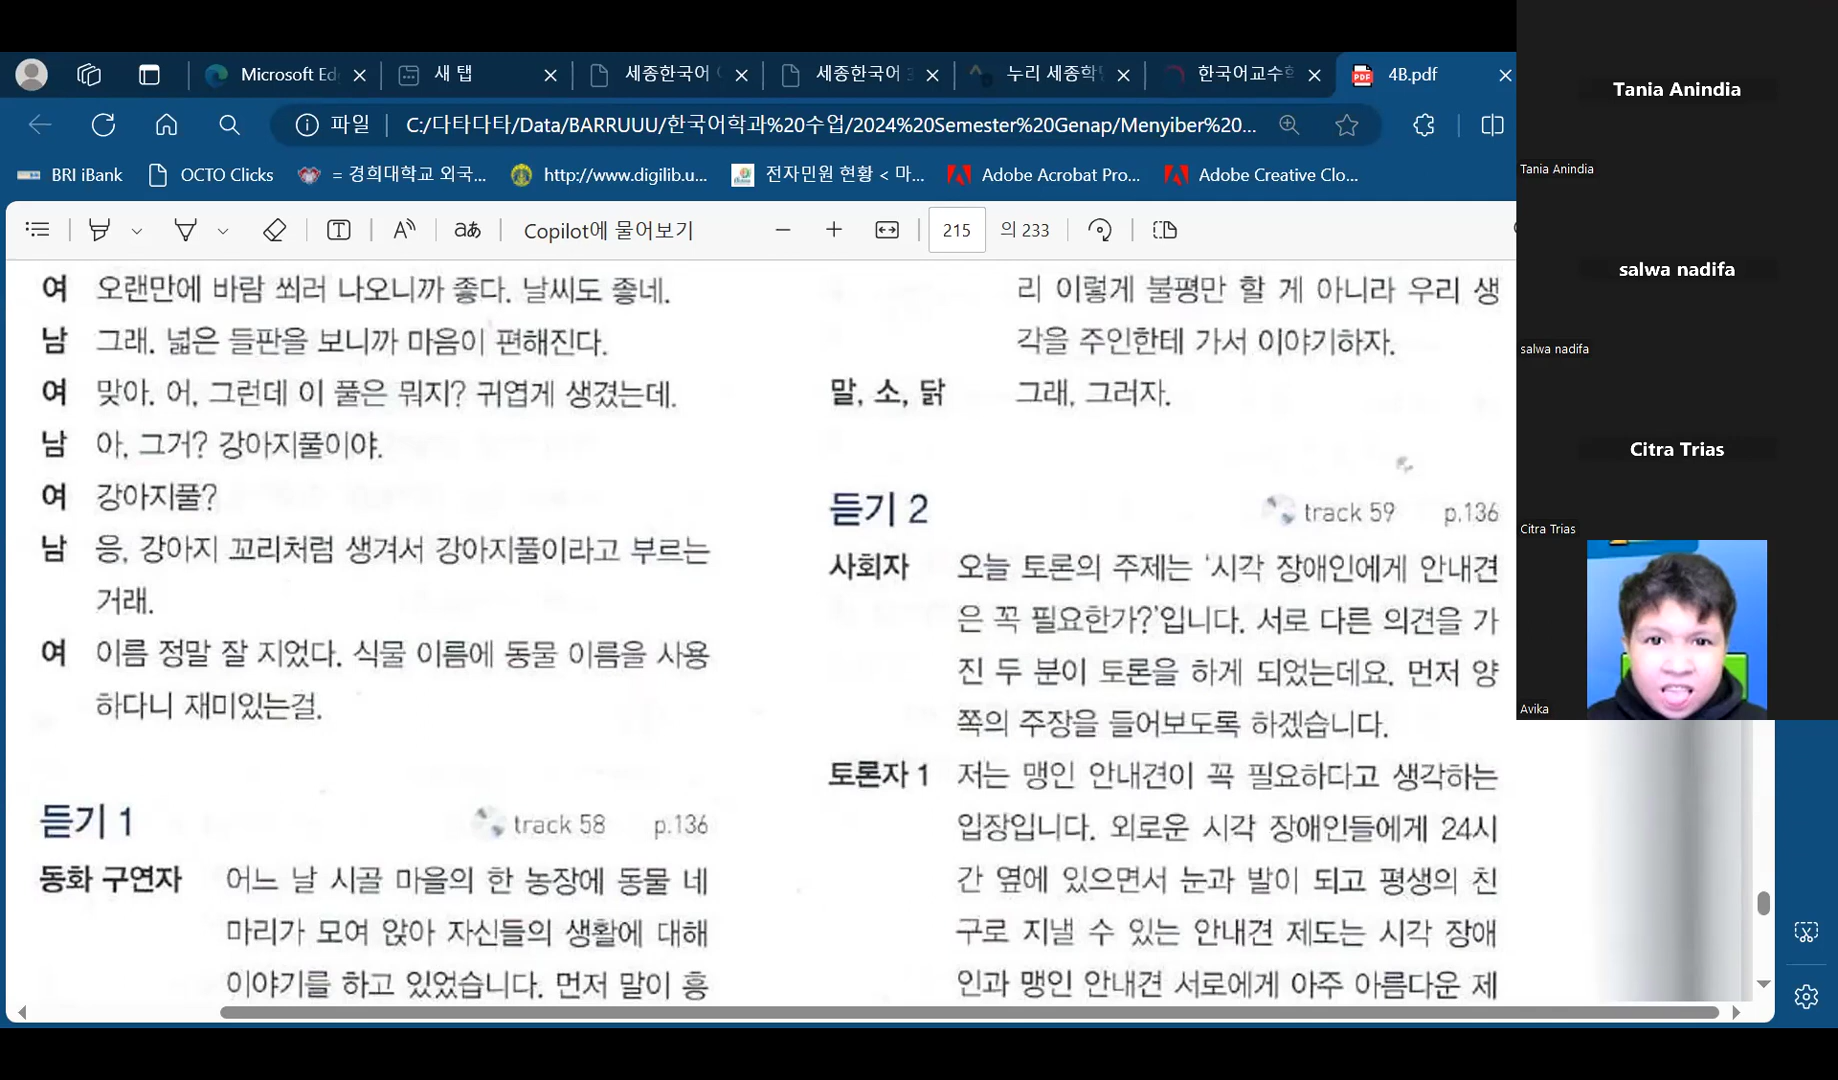 Microsoft Ed
새 탭
세종한국어
세종한국어
누리 세종학
한국어교수
4B.pdf
파일
C:/다타다타/Data/BARRUUU/한국어학과%20수업/2024%20Semester%20Genap/Menyiber%20...
BRI iBank
OCTO Clicks
= 경희대학교 외국...
http://www.digilib.u...
전자민원 현황 < 마...
Adobe Acrobat Pro...
Adobe Creative Clo...
Copilot에 물어보기
215 의 233
여 오랜만에 바람 쐬러 나오니까 좋다. 날씨도 좋네.
남 그래. 넓은 들판을 보니까 마음이 편해진다.
여 맞아. 어, 그런데 이 풀은 뭐지? 귀엽게 생겼는데.
남 아, 그거? 강아지풀이야.
여 강아지풀?
남 응, 강아지 꼬리처럼 생겨서 강아지풀이라고 부르는
거래.
여 이름 정말 잘 지었다. 식물 이름에 동물 이름을 사용
하다니 재미있는걸.
듣기 1 track 58 p.136
동화 구연자 어느 날 시골 마을의 한 농장에 동물 네
마리가 모여 앉아 자신들의 생활에 대해
이야기를 하고 있었습니다. 먼저 말이 흥
리 이렇게 불평만 할 게 아니라 우리 생
각을 주인한테 가서 이야기하자.
말, 소, 닭 그래, 그러자.
듣기 2 track 59 p.136
사회자 오늘 토론의 주제는 '시각 장애인에게 안내견
은 꼭 필요한가?'입니다. 서로 다른 의견을 가
진 두 분이 토론을 하게 되었는데요. 먼저 양
쪽의 주장을 들어보도록 하겠습니다.
토론자 1 저는 맹인 안내견이 꼭 필요하다고 생각하는
입장입니다. 외로운 시각 장애인들에게 24시
간 옆에 있으면서 눈과 발이 되고 평생의 친
구로 지낼 수 있는 안내견 제도는 시각 장애
인과 맹인 안내견 서로에게 아주 아름다운 제
Tania Anindia
Tania Anindia
salwa nadifa
salwa nadifa
Citra Trias
Citra Trias
Avika